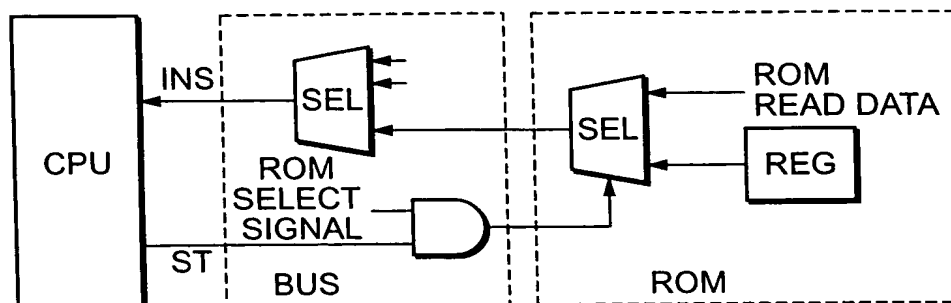 INS
SEL
CPU
ROM
SELECT
SIGNAL
ST
BUS
SEL
ROM
READ DATA
REG
ROM